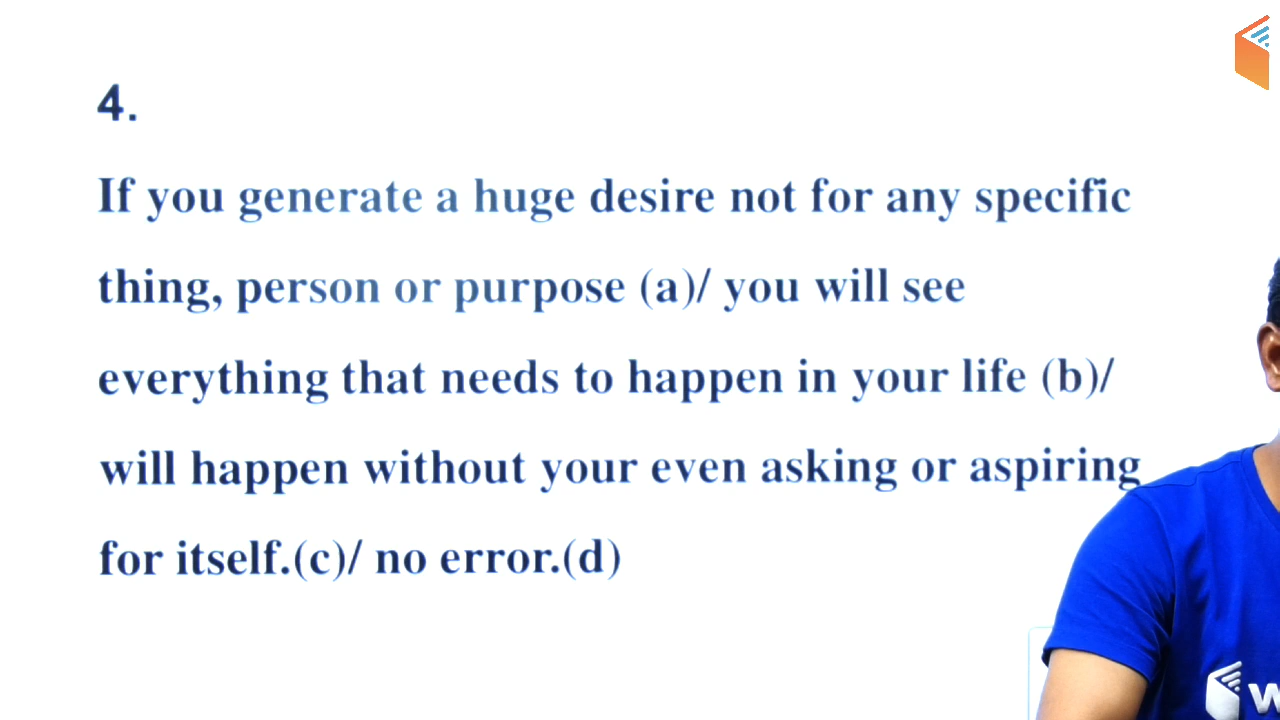 4.
If you generate a huge desire not for any specific
thing, person or purpose (a)/ you will see
everything that needs to happen in your life (b)/
will happen without your even asking or aspiring
for itself.(c)/ no error.(d)
w